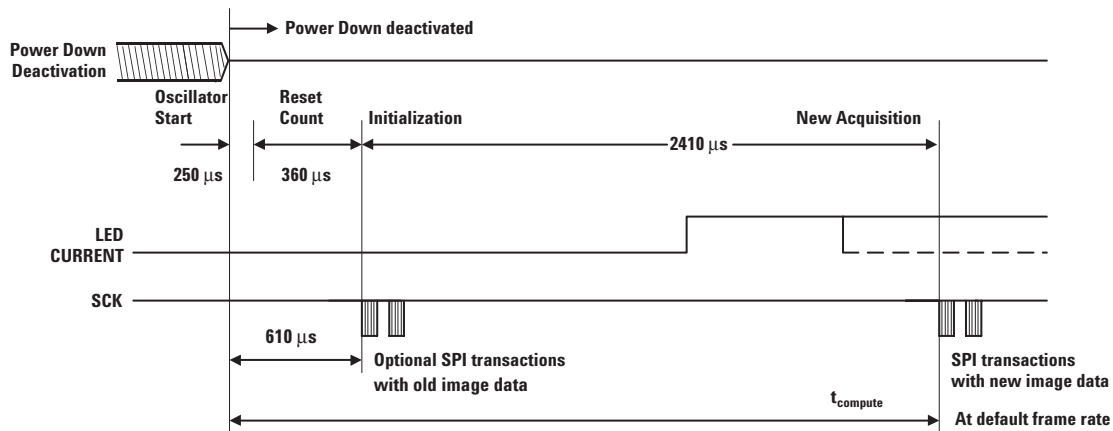 Power Down deactivated
Power Down
Deactivation
Oscillator
Start
Reset
Count
Initialization
New Acquisition
2410 μs
250 μs
360 μs
LED
CURRENT
SCK
610 μs
Optional SPI transactions
with old image data
SPI transactions
with new image data
tcompute
At default frame rate